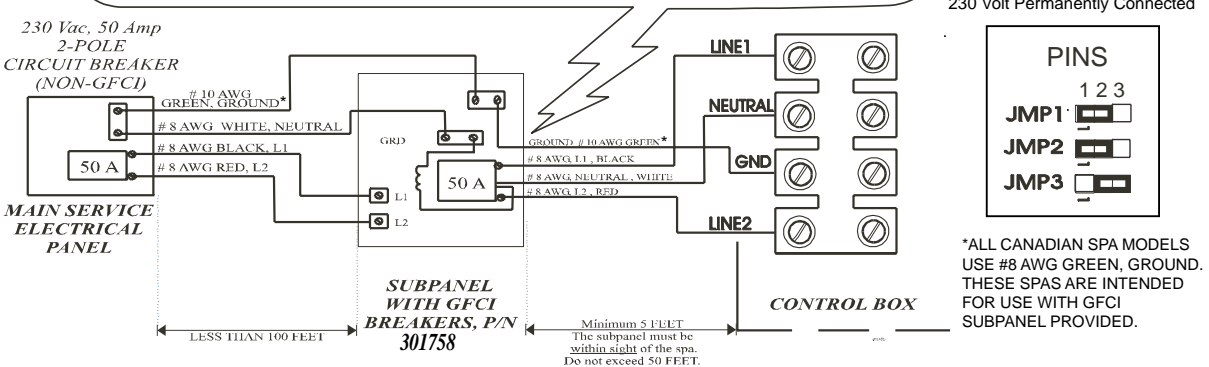 230 Volt Permanently Connected
230 Vac, 50 Amp
2-POLE
CIRCUIT BREAKER
(NON-GFCI)
# 10 AWG
GREEN, GROUND*
# 8 AWG WHITE, NEUTRAL
# 8 AWG BLACK, L1
# 8 AWG RED, L2
50 A
MAIN SERVICE
ELECTRICAL
PANEL
GRD
L1
L2
50 A
GROUND # 10 AWG GREEN*
# 8 AWG, L1 , BLACK
# 8 AWG, NEUTRAL , WHITE
# 8 AWG, L2 , RED
SUBPANEL
WITH GFCI
BREAKERS, P/N
301758
LINE1
NEUTRAL
GND
LINE2
CONTROL BOX
LESS THAN 100 FEET
Minimum 5 FEET
The subpanel must be
within sight of the spa.
Do not exceed 50 FEET.
PINS
1 2 3
JMP1
JMP2
JMP3
*ALL CANADIAN SPA MODELS
USE #8 AWG GREEN, GROUND.
THESE SPAS ARE INTENDED
FOR USE WITH GFCI
SUBPANEL PROVIDED.